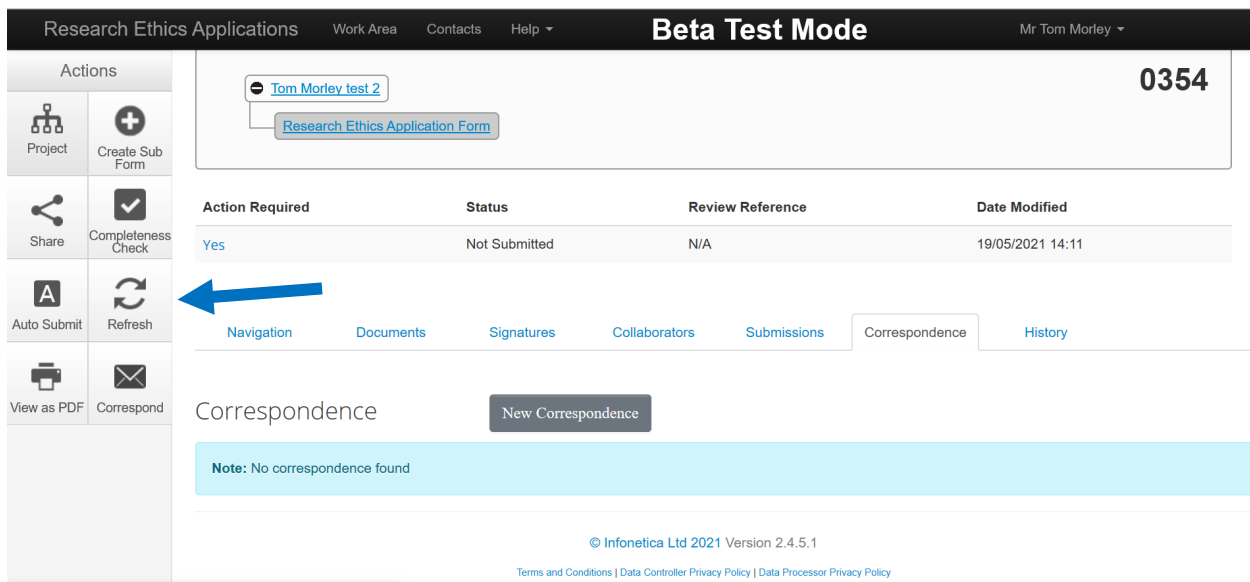 Research Ethics Applications Work Area Contacts Help Beta Test Mode Mr Tom Morley
Actions
Project
Create Sub
Form
Share
Completeness
Check
A
Auto Submit
Refresh
View as PDF
Correspond
Tom Morley test 2
0354
Research Ethics Application Form
Action Required Status Review Reference Date Modified
Yes Not Submitted N/A 19/05/2021 14:11
Navigation Documents Signatures Collaborators Submissions Correspondence History
Correspondence New Correspondence
Note: No correspondence found
© Infonetica Ltd 2021 Version 2.4.5.1
Terms and Conditions | Data Controller Privacy Policy | Data Processor Privacy Policy